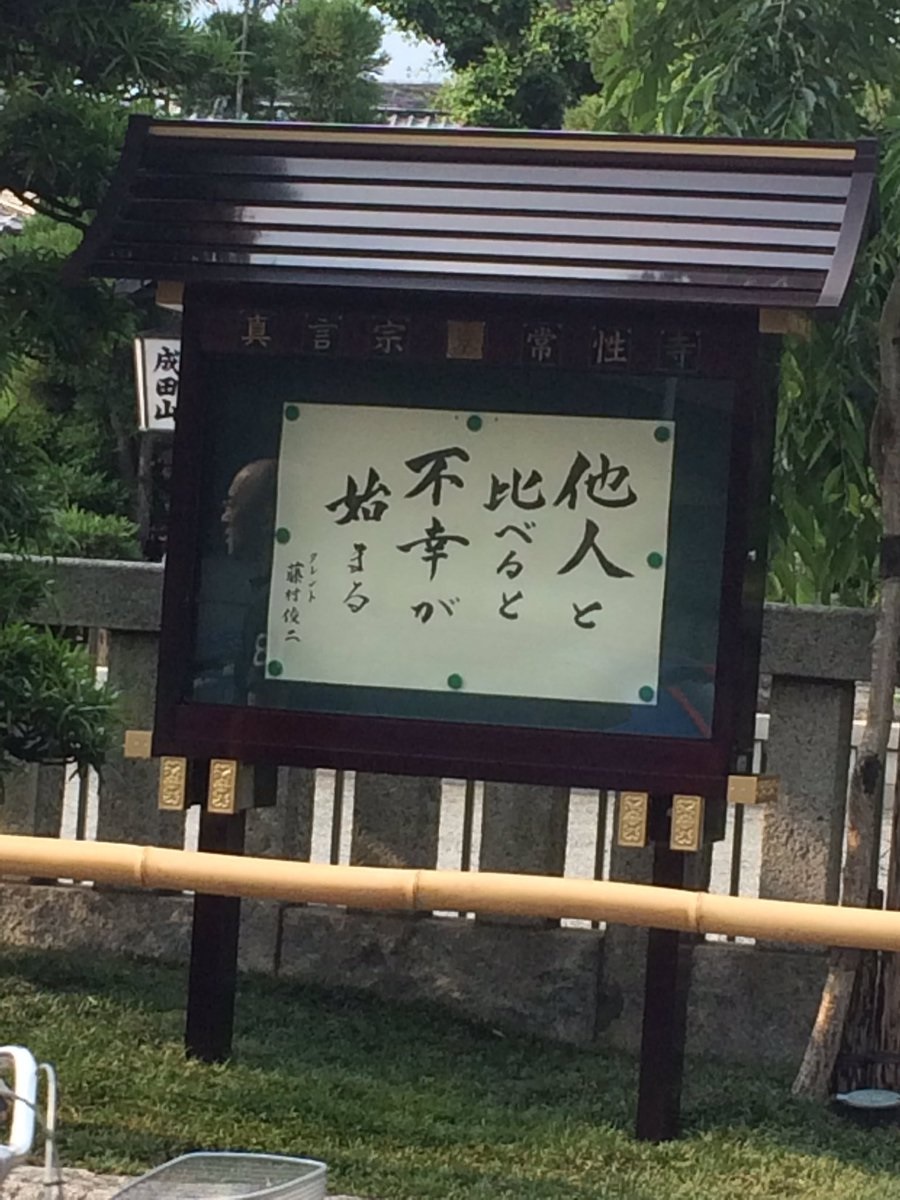 真言宗 常性寺
成田山
他人と
比べると
不幸が
始まる
タレント
藤村俊二